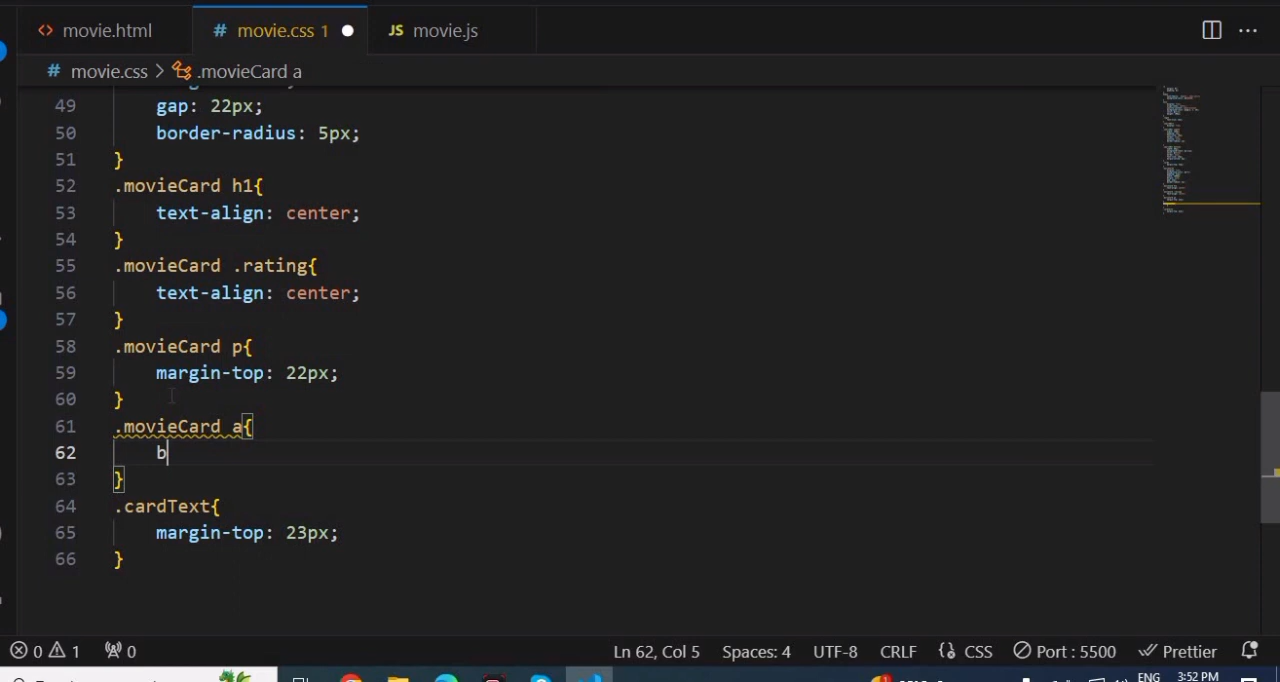 <> movie.html # movie.css 1 JS movie.js
# movie.css > .movieCard a
49 gap: 22px;
50 border-radius: 5px;
51 }
52 .movieCard h1{
53 text-align: center;
54 }
55 .movieCard .rating{
56 text-align: center;
57 }
58 .movieCard p{
59 margin-top: 22px;
60 }
61 .movieCard a{
62 b
63 }
64 .cardText{
65 margin-top: 23px;
66 }
0 1 0 Ln 62, Col 5 Spaces: 4 UTF-8 CRLF CSS Port : 5500 Prettier
ENG 3:52 PM